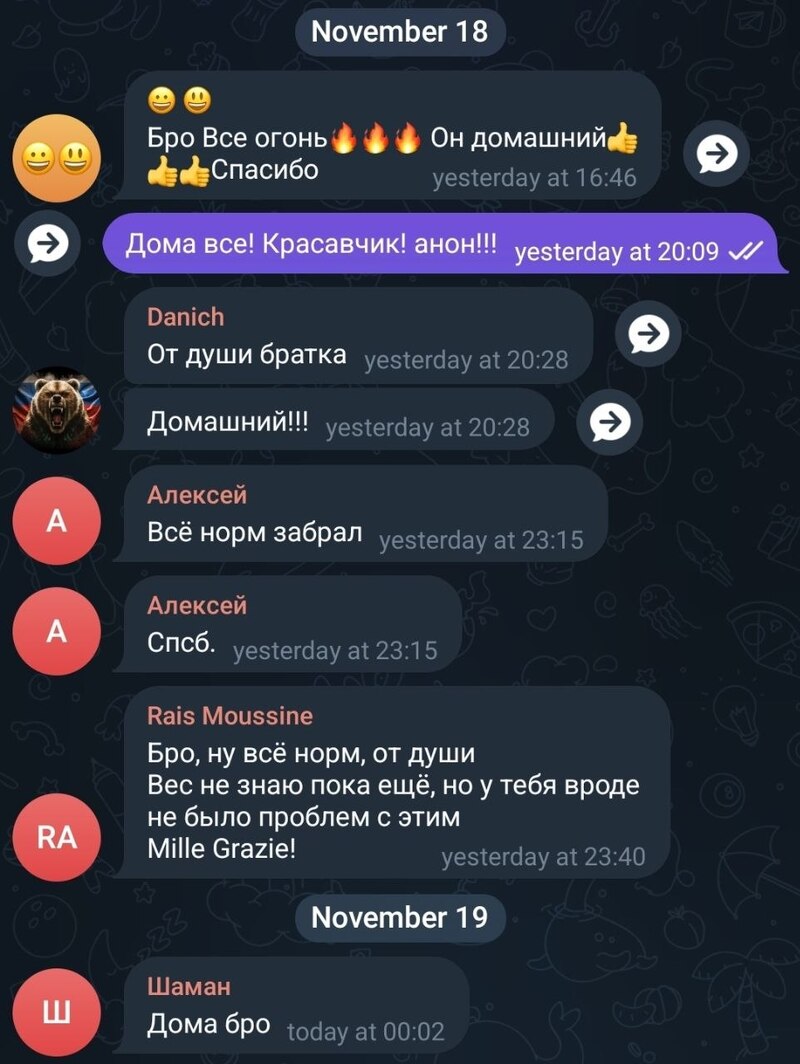 November 18
😀 😃
Бро Все огонь🔥🔥🔥 Он домашний👍
👍👍Спасибо
yesterday at 16:46
Дома все! Красавчик! анон!!! yesterday at 20:09
Danich
От души братка yesterday at 20:28
Домашний!!! yesterday at 20:28
А
Алексей
Всё норм забрал yesterday at 23:15
А
Алексей
Спсб. yesterday at 23:15
Rais Moussine
Бро, ну всё норм, от души
Вес не знаю пока ещё, но у тебя вроде
не было проблем с этим
RA
Mille Grazie! yesterday at 23:40
November 19
Ш
Шаман
Дома бро today at 00:02